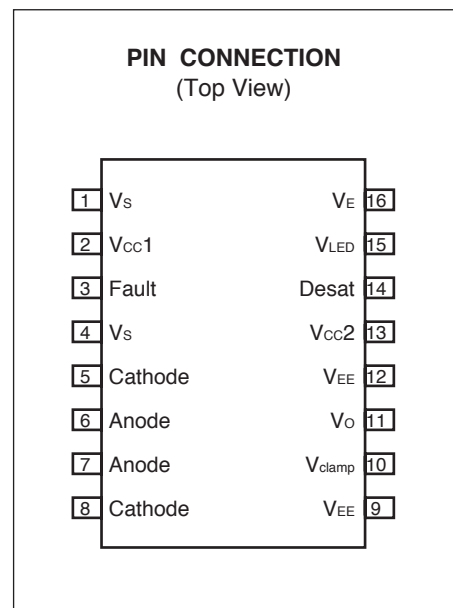 PIN CONNECTION
(Top View)
1 VS VE 16
2 VCC1 VLED 15
3 Fault Desat 14
4 VS VCC2 13
5 Cathode VEE 12
6 Anode VO 11
7 Anode Vclamp 10
8 Cathode VEE 9